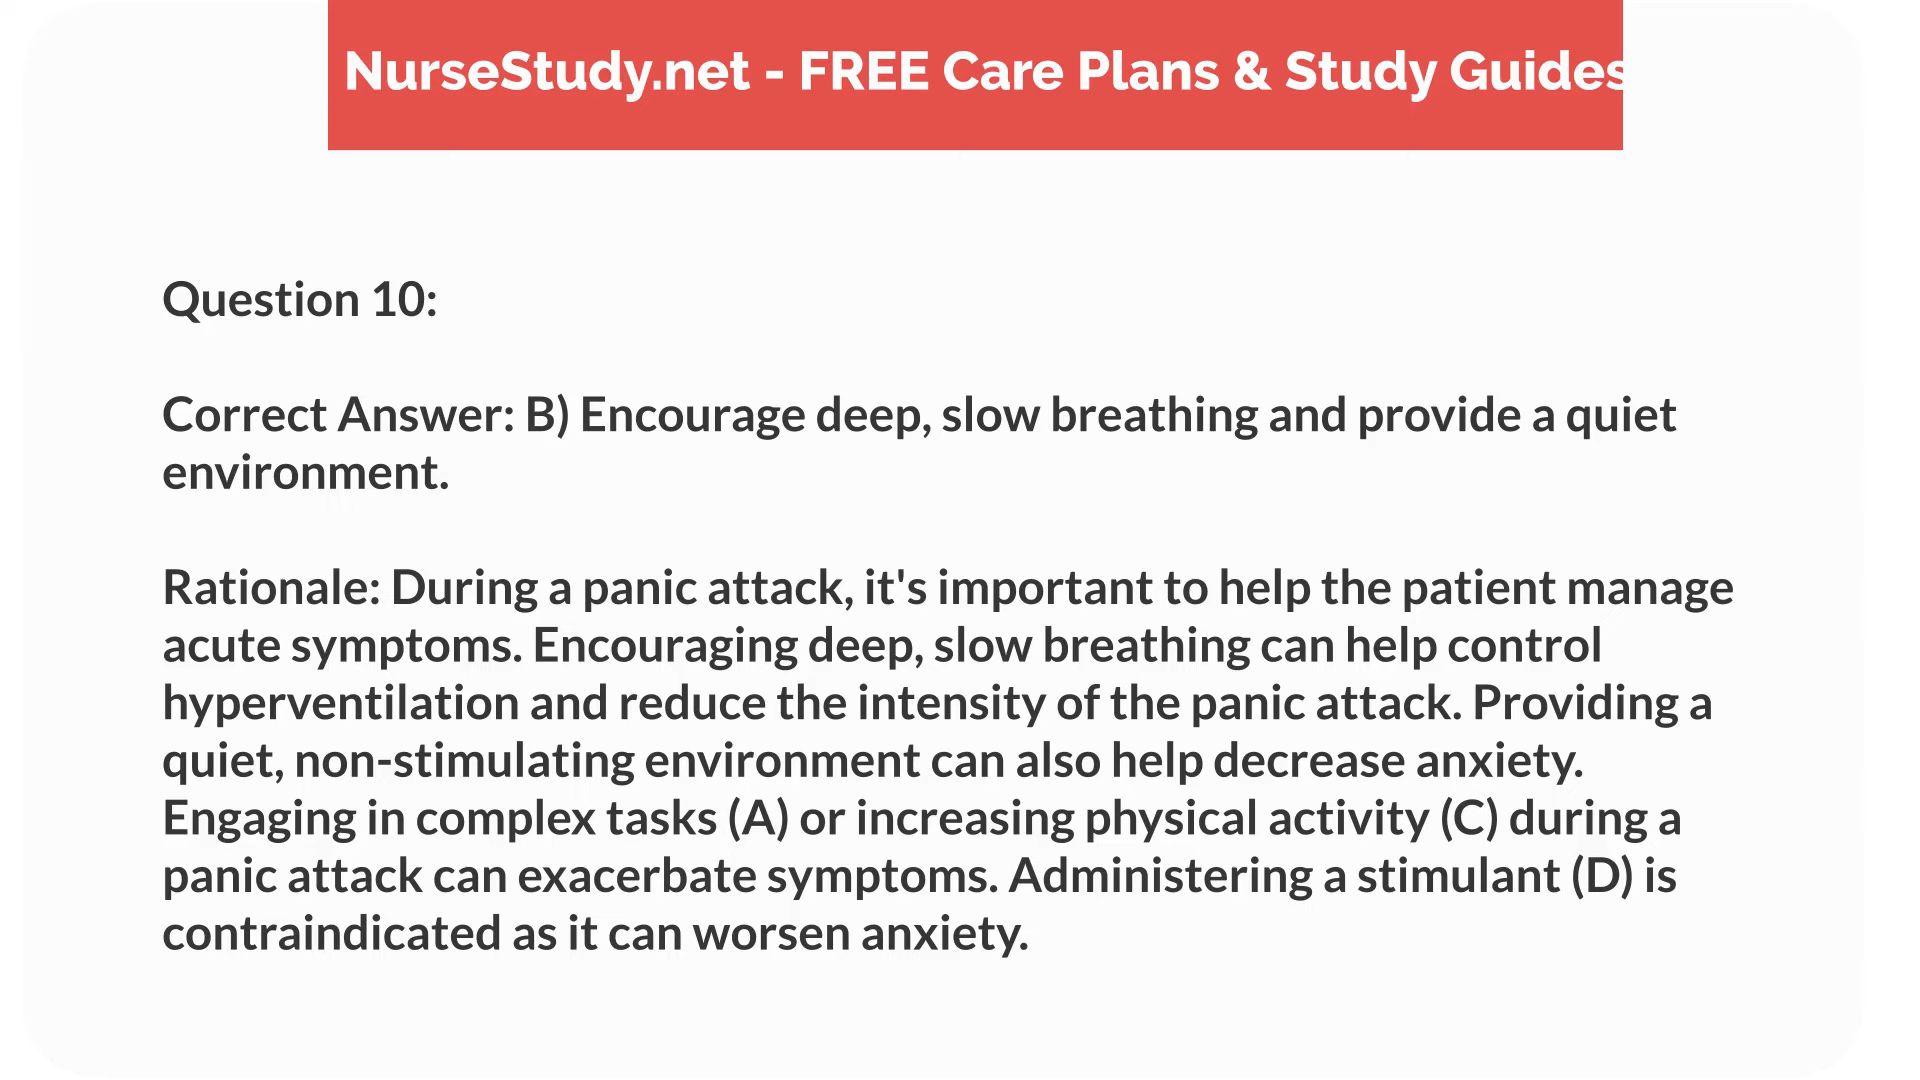 NurseStudy.net - FREE Care Plans & Study Guides
Question 10:
Correct Answer: B) Encourage deep, slow breathing and provide a quiet
environment.
Rationale: During a panic attack, it's important to help the patient manage
acute symptoms. Encouraging deep, slow breathing can help control
hyperventilation and reduce the intensity of the panic attack. Providing a
quiet, non-stimulating environment can also help decrease anxiety.
Engaging in complex tasks (A) or increasing physical activity (C) during a
panic attack can exacerbate symptoms. Administering a stimulant (D) is
contraindicated as it can worsen anxiety.